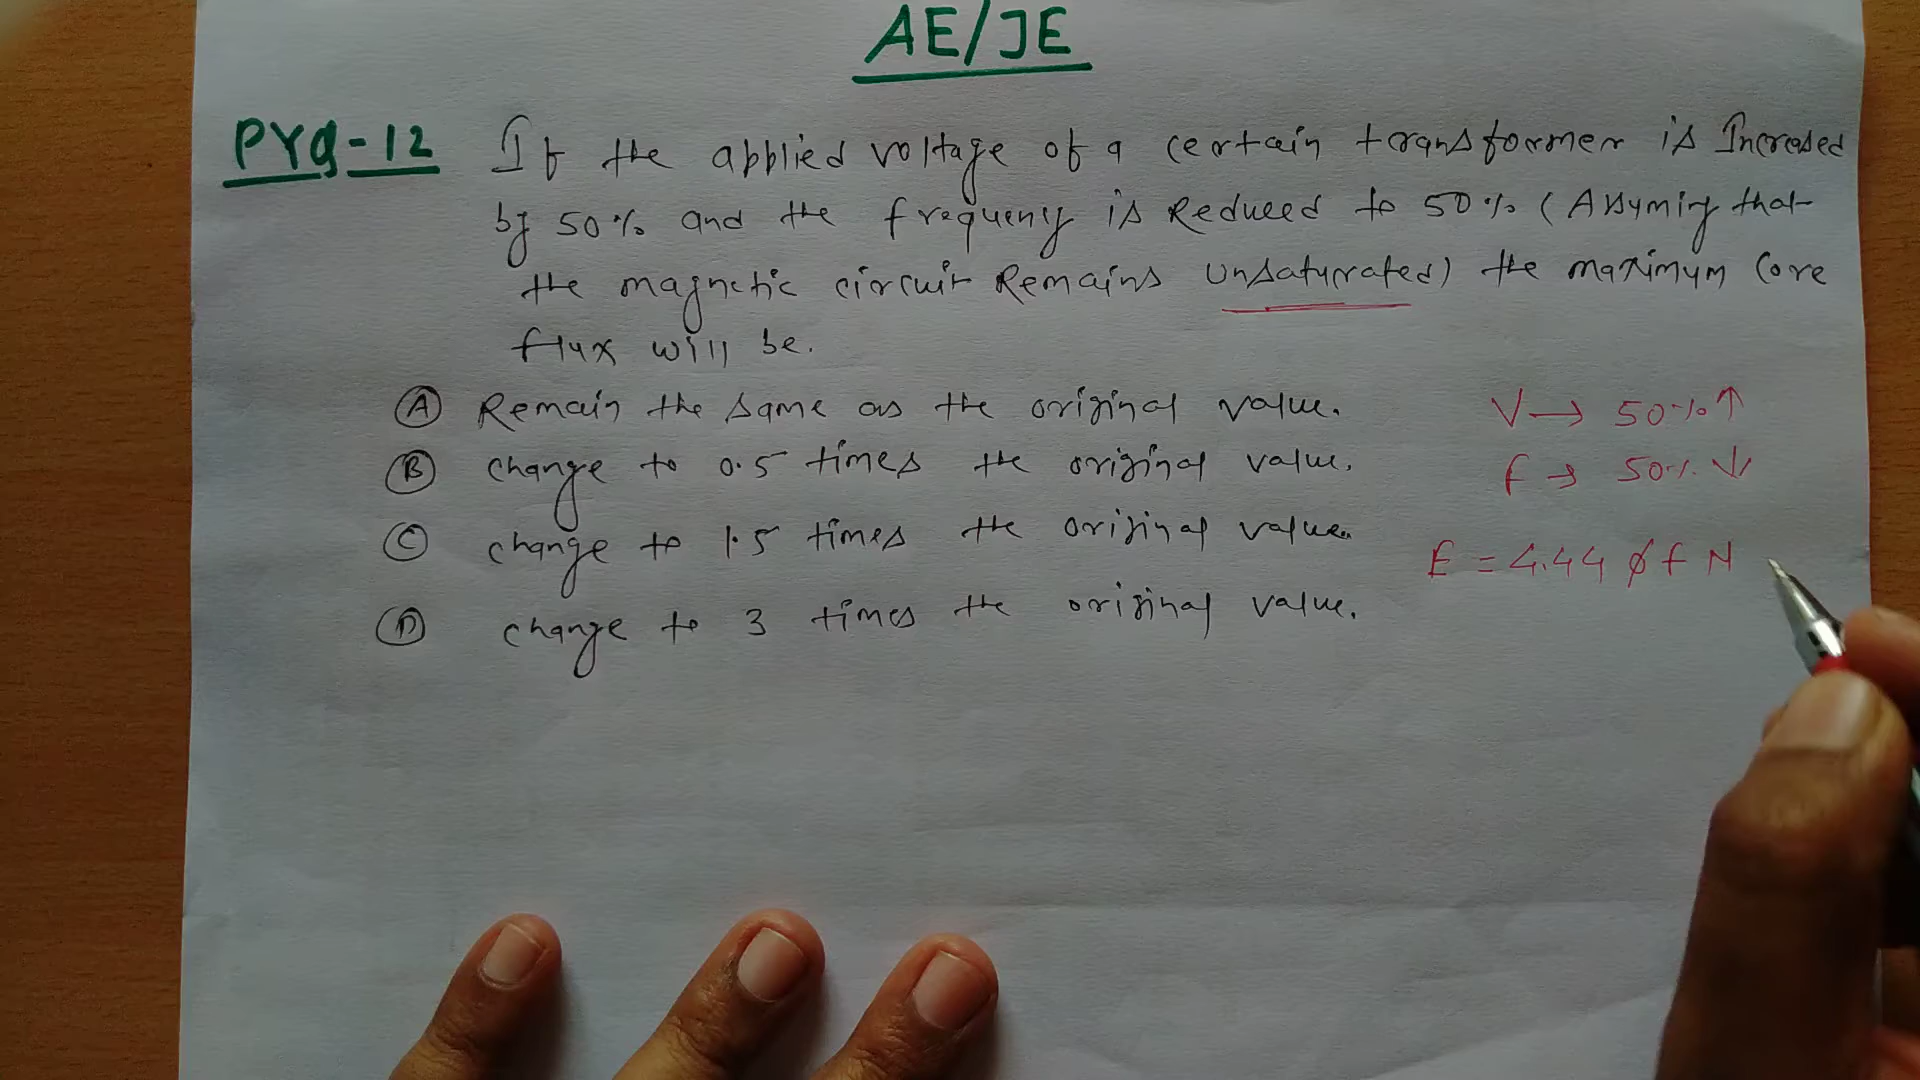 AE/JE
PYQ-12 If the applied voltage of a certain transformer is Increased
by 50% and the frequency is Reduced to 50% (Assuming that
the magnetic circuit Remains unsaturated) the maximum Core
flux will be.
(A) Remain the same as the original value.
(B) change to 0.5 times the original value.
(C) change to 1.5 times the original value.
(D) change to 3 times the original value.
V → 50% ↑
f → 50% ↓
E = 4.44 ϕ f N